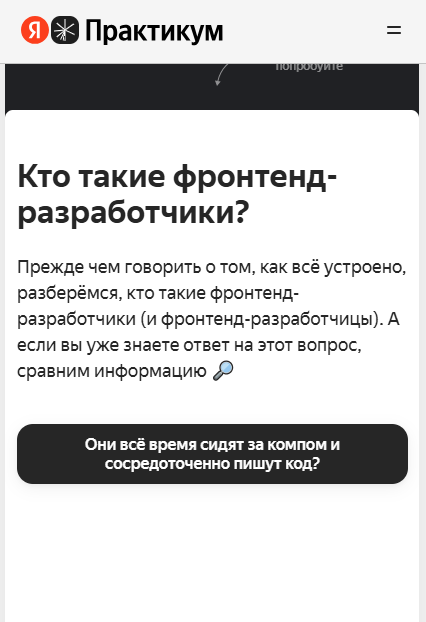 Я Практикум
попробуйте
Кто такие фронтенд-
разработчики?
Прежде чем говорить о том, как всё устроено,
разберёмся, кто такие фронтенд-
разработчики (и фронтенд-разработчицы). А
если вы уже знаете ответ на этот вопрос,
сравним информацию 🔎
Они всё время сидят за компом и
сосредоточенно пишут код?